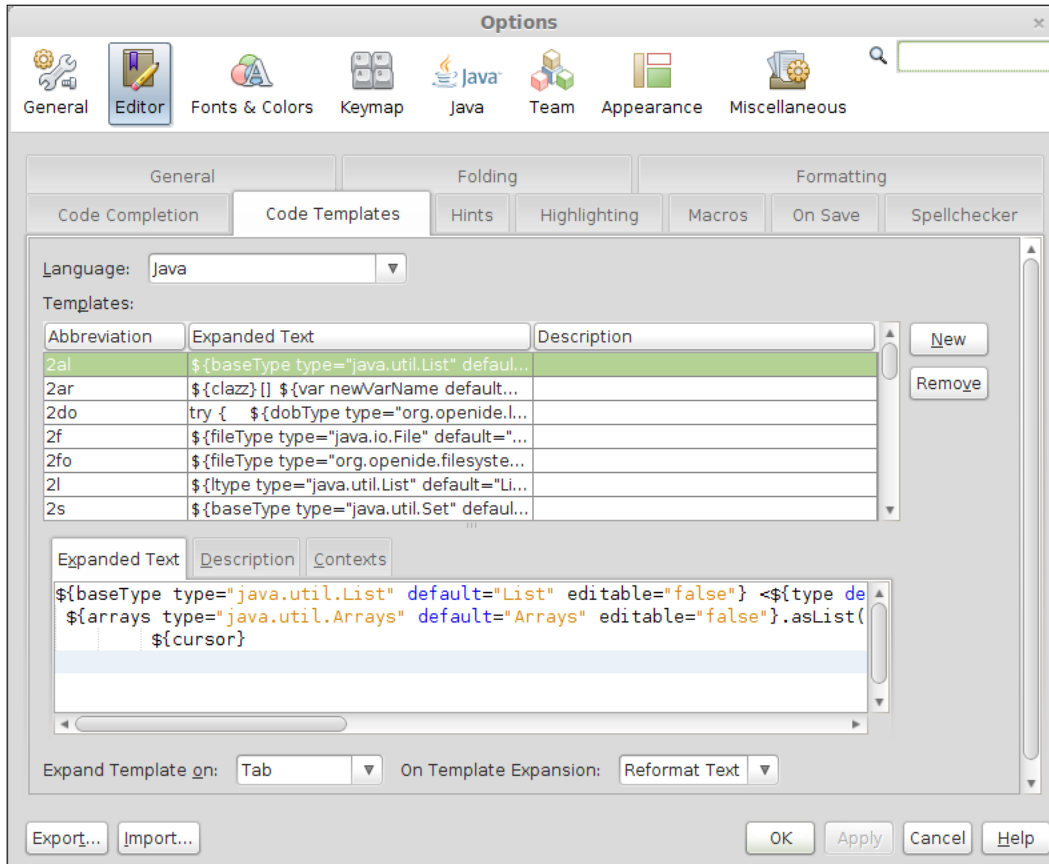 Options
General Editor Fonts & Colors Keymap Java Java Team Appearance Miscellaneous
General Folding Formatting
Code Completion Code Templates Hints Highlighting Macros On Save Spellchecker
Language: Java
Templates:
Abbreviation Expanded Text Description
2al ${baseType type="java.util.List" defaul...
2ar ${clazz}[] ${var newVarName default...
2do try { ${dobType type="org.openide.l...
2f ${fileType type="java.io.File" default="...
2fo ${fileType type="org.openide.filesyste...
2l ${ltype type="java.util.List" default="Li...
2s ${baseType type="java.util.Set" defaul...
New
Remove
Expanded Text Description Contexts
${baseType type="java.util.List" default="List" editable="false"} <${type de
${arrays type="java.util.Arrays" default="Arrays" editable="false"}.asList(
${cursor}
Expand Template on: Tab On Template Expansion: Reformat Text
Export... Import... OK Apply Cancel Help